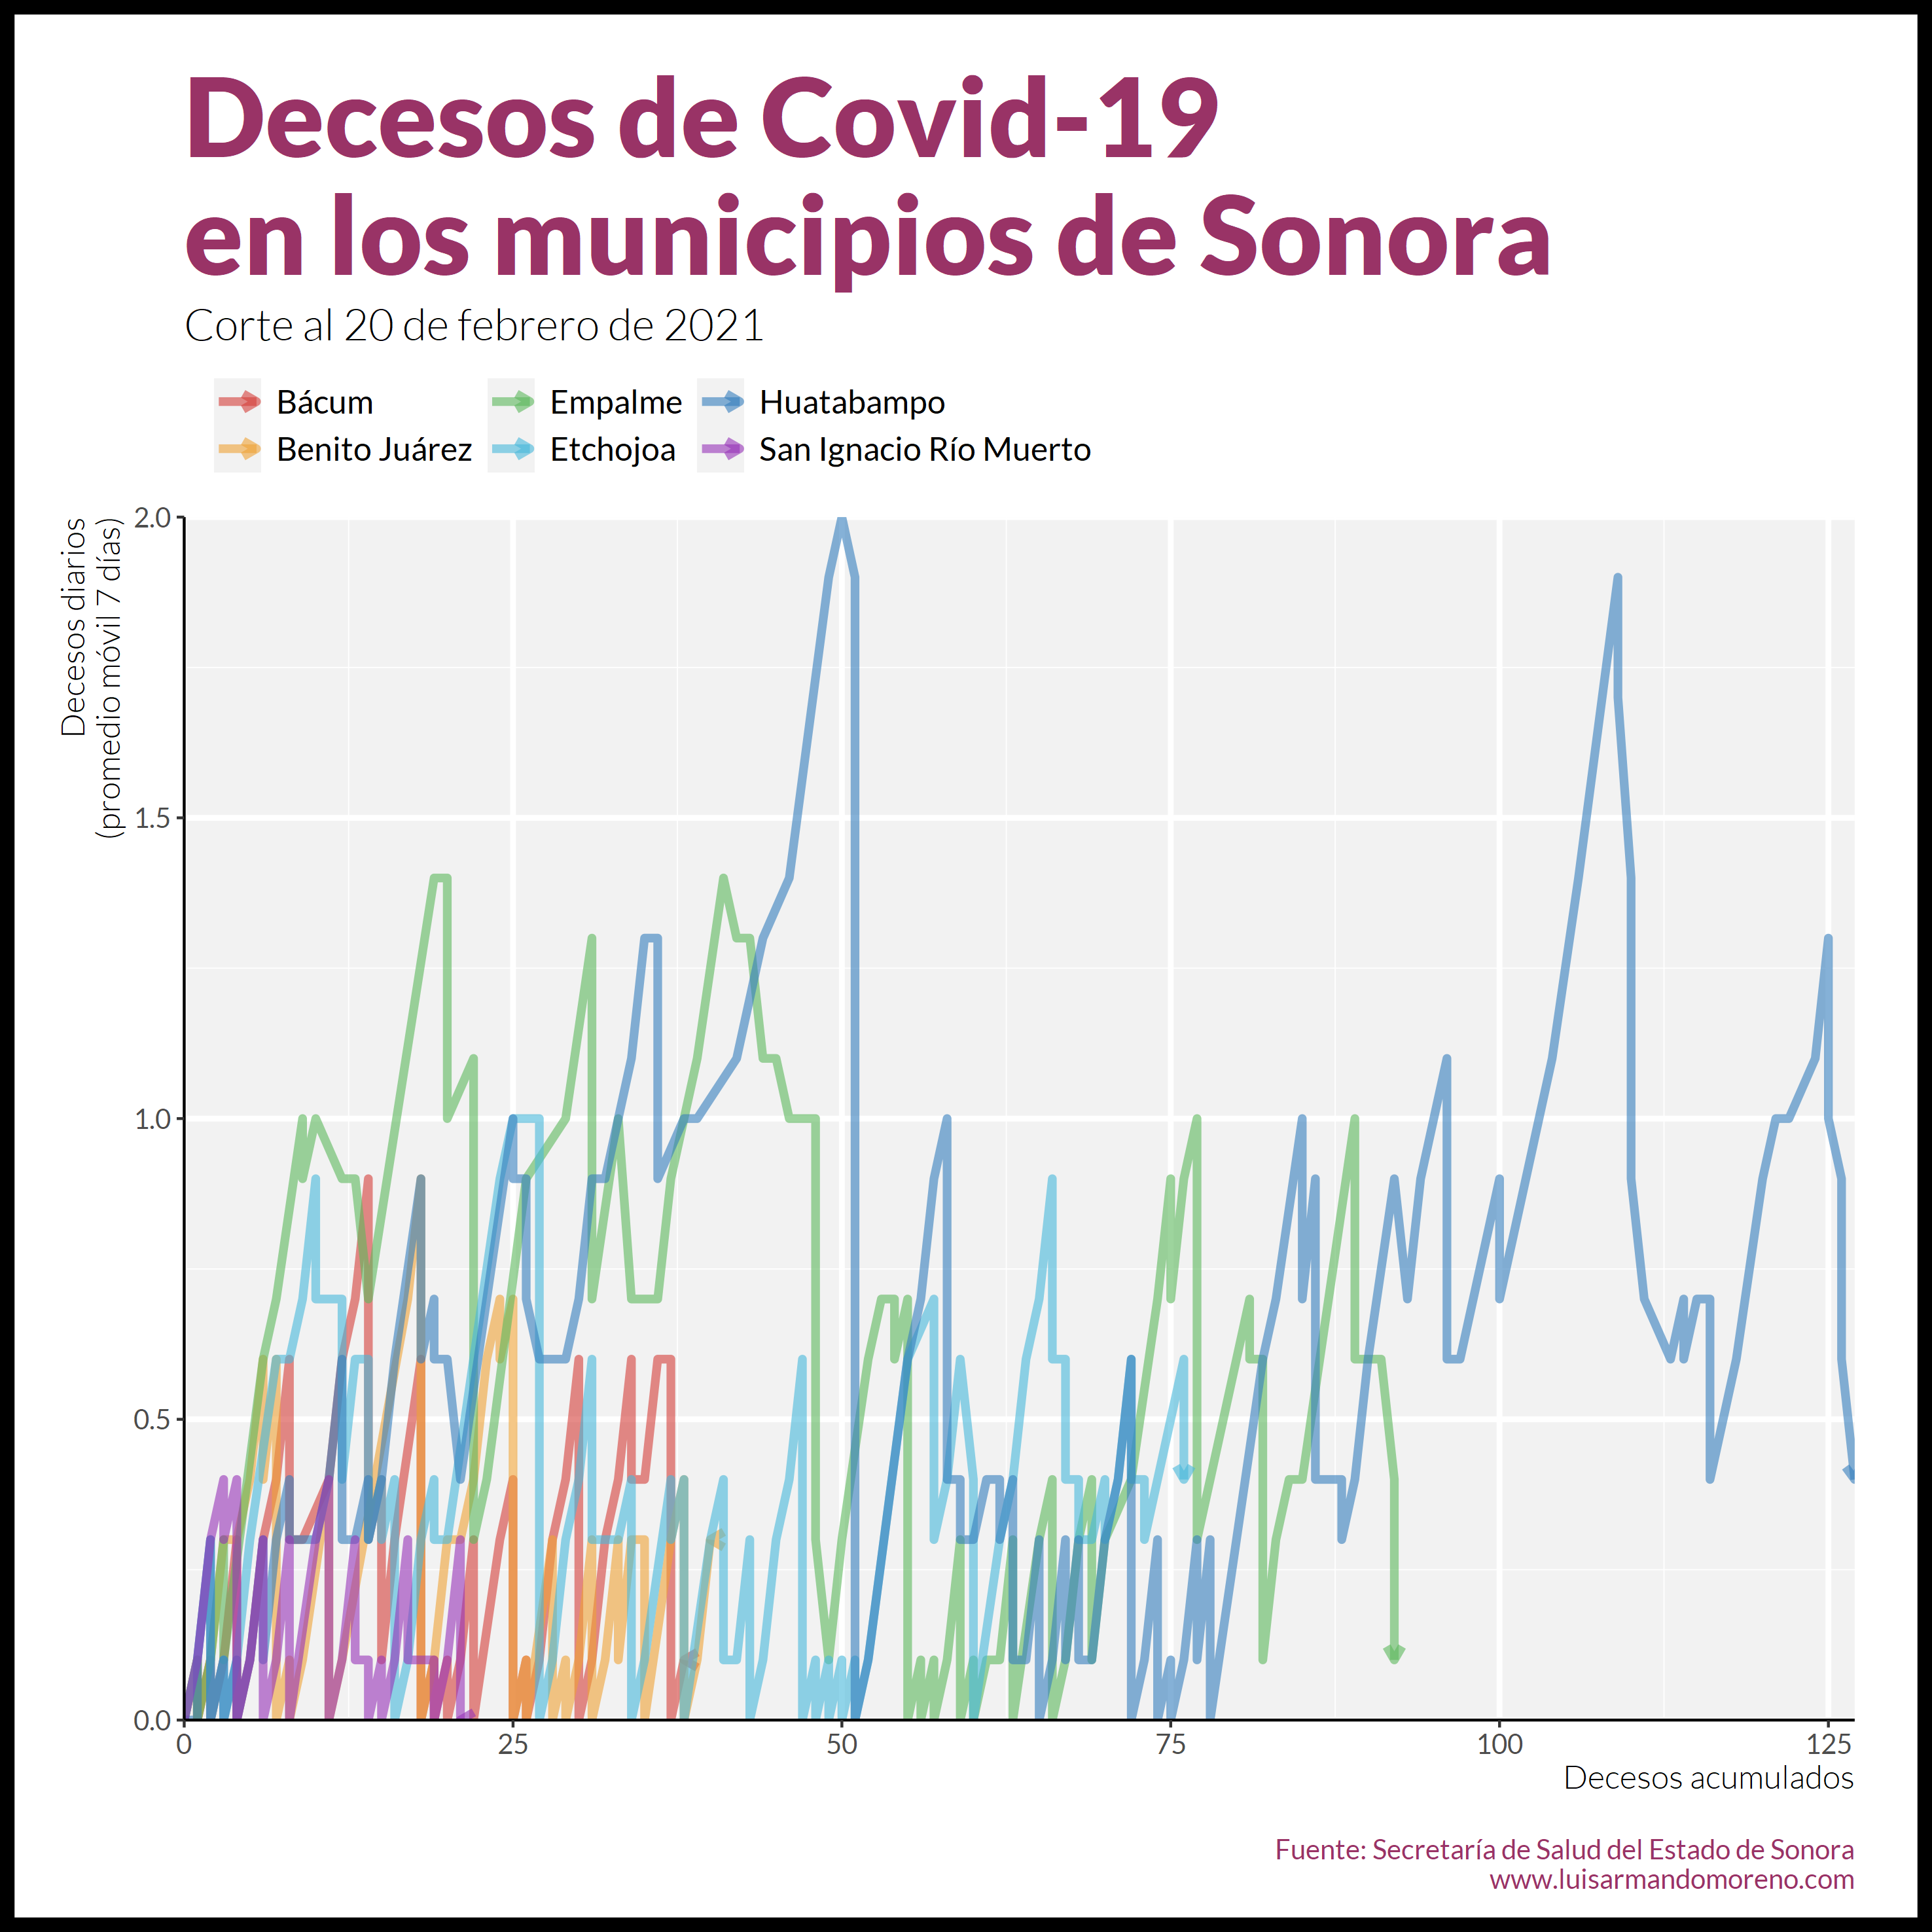 Decesos de Covid-19
en los municipios de Sonora
Corte al 20 de febrero de 2021
Bácum
Empalme
Huatabampo
Benito Juárez
Etchojoa
San Ignacio Río Muerto
Decesos diarios
(promedio móvil 7 días)
2.0
1.5
1.0
0.5
0.0
0
25
50
75
100
125
Decesos acumulados
Fuente: Secretaría de Salud del Estado de Sonora
www.luisarmandomoreno.com